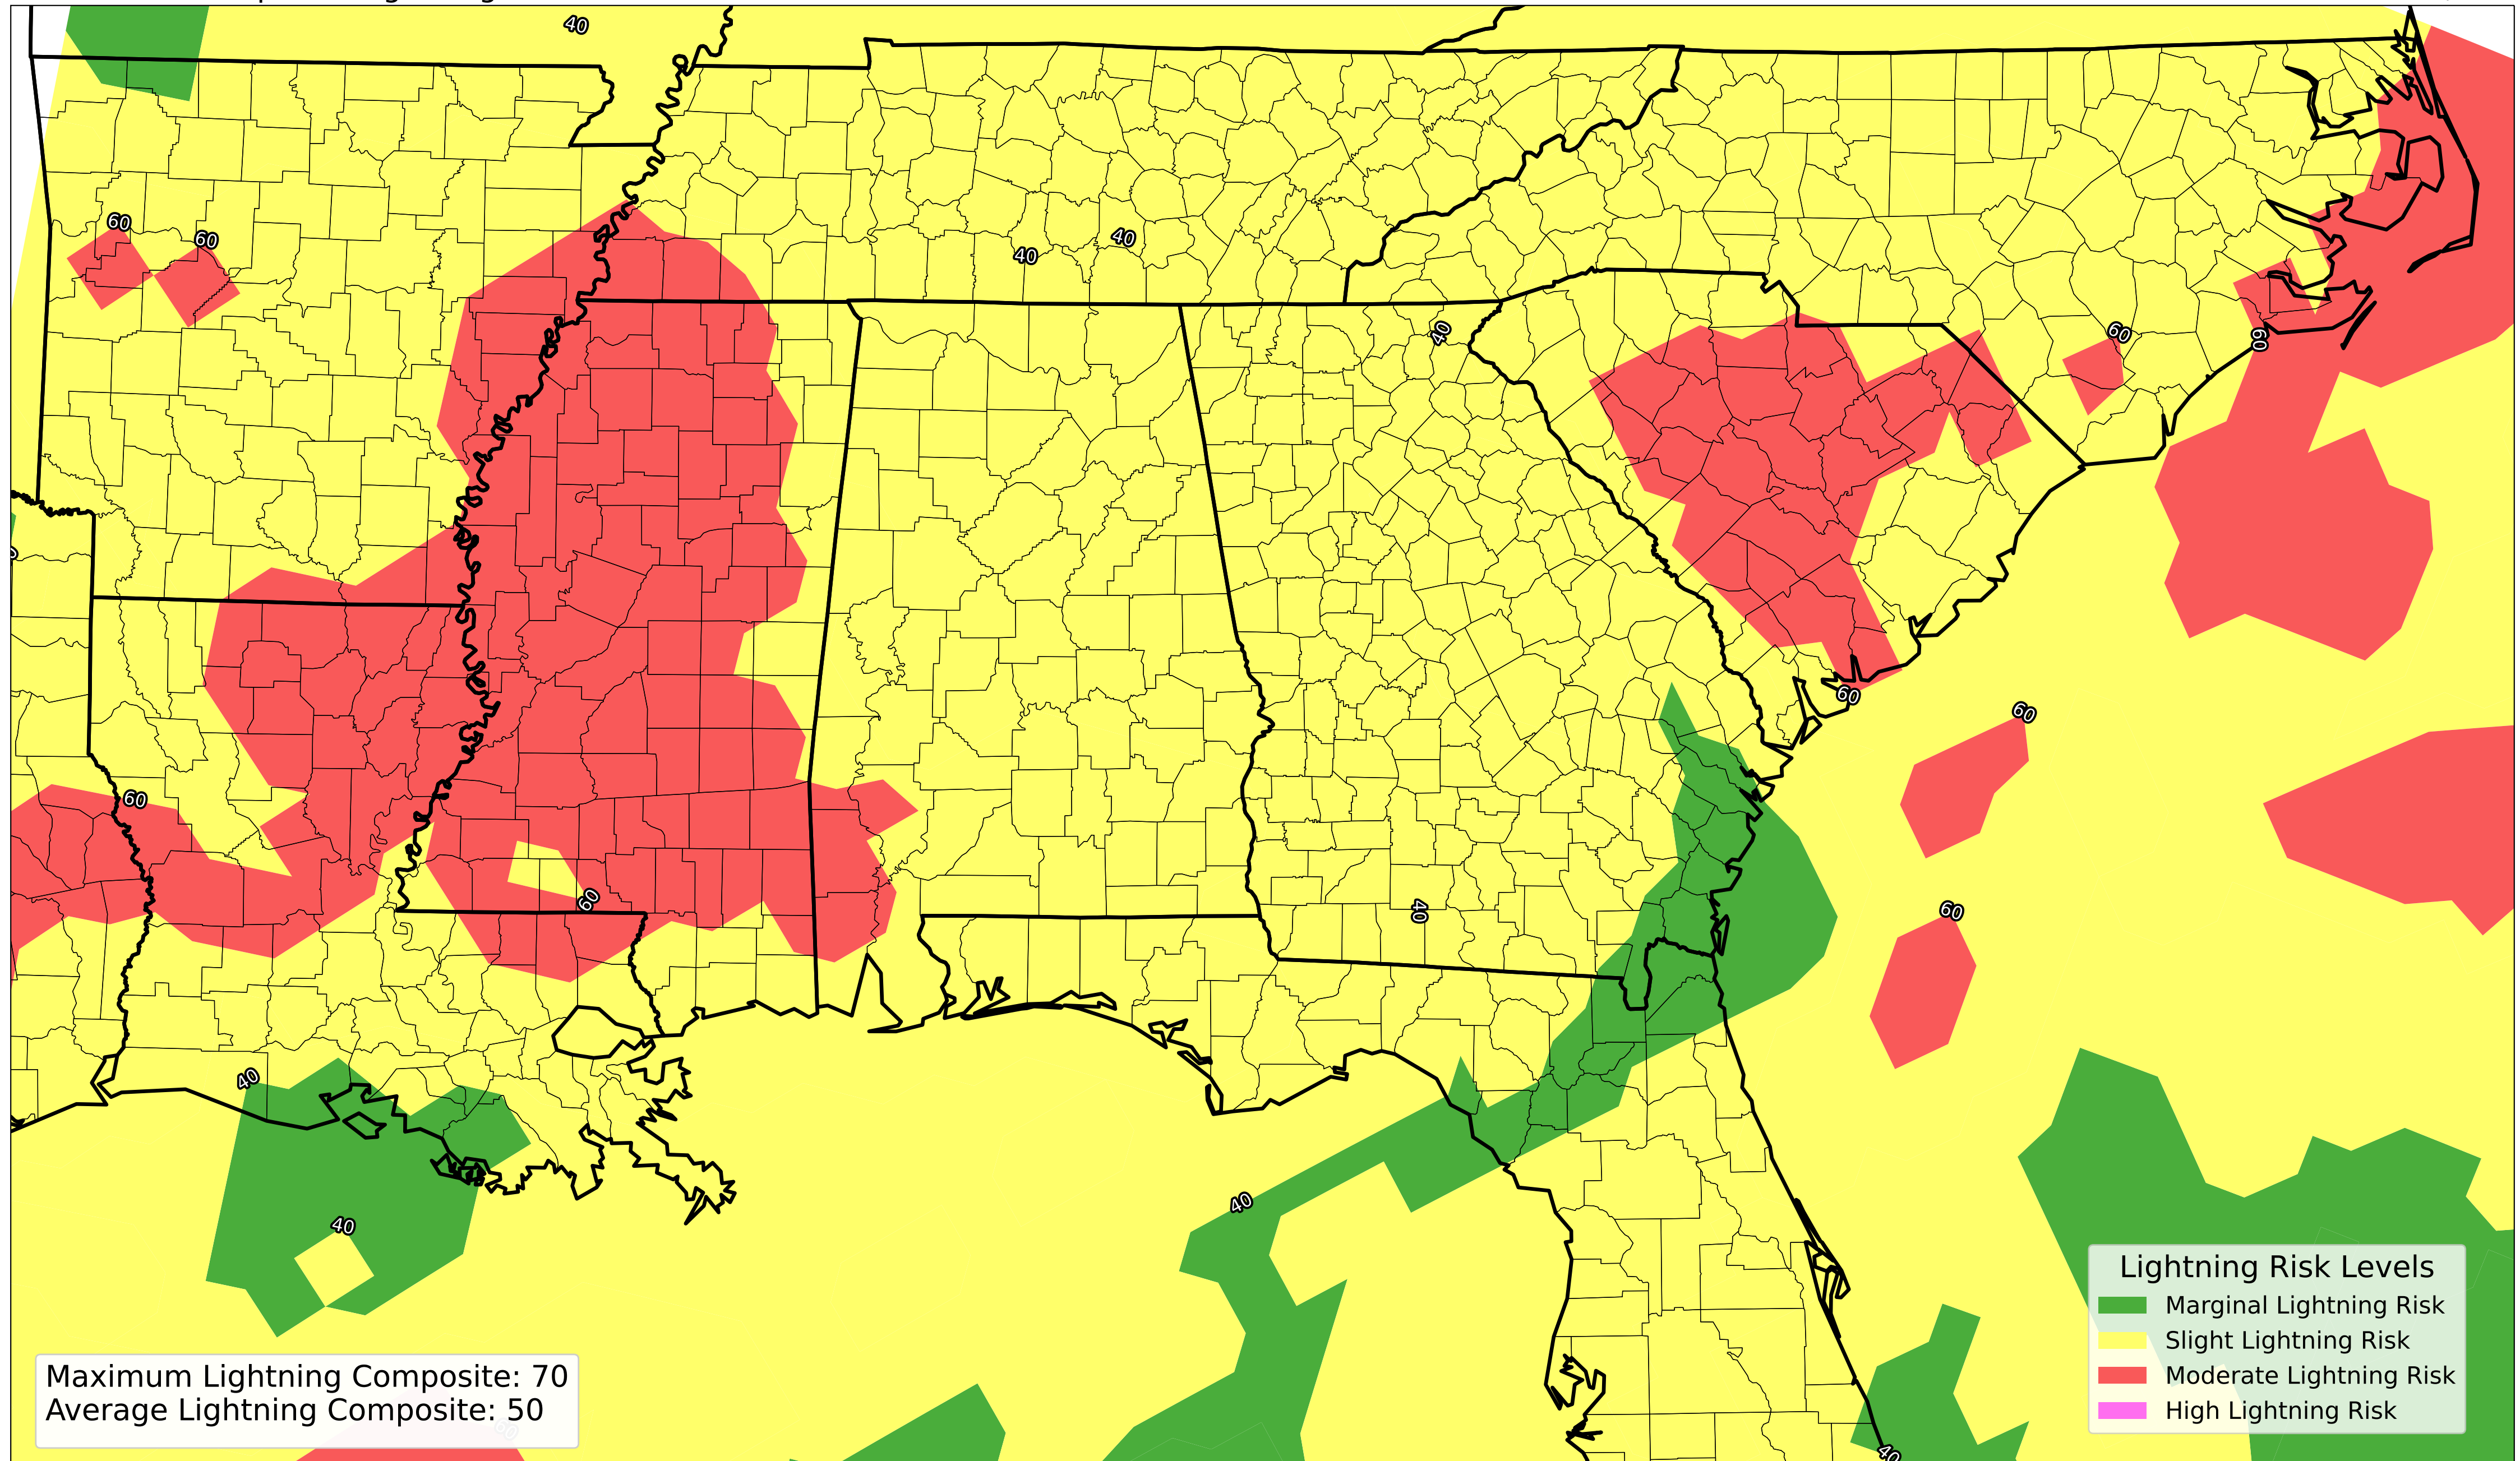 40
60
60
40
40
40
60
60
60
60
60
60
60
40
40
40
40
40
Maximum Lightning Composite: 70
Average Lightning Composite: 50
Lightning Risk Levels
Marginal Lightning Risk
Slight Lightning Risk
Moderate Lightning Risk
High Lightning Risk